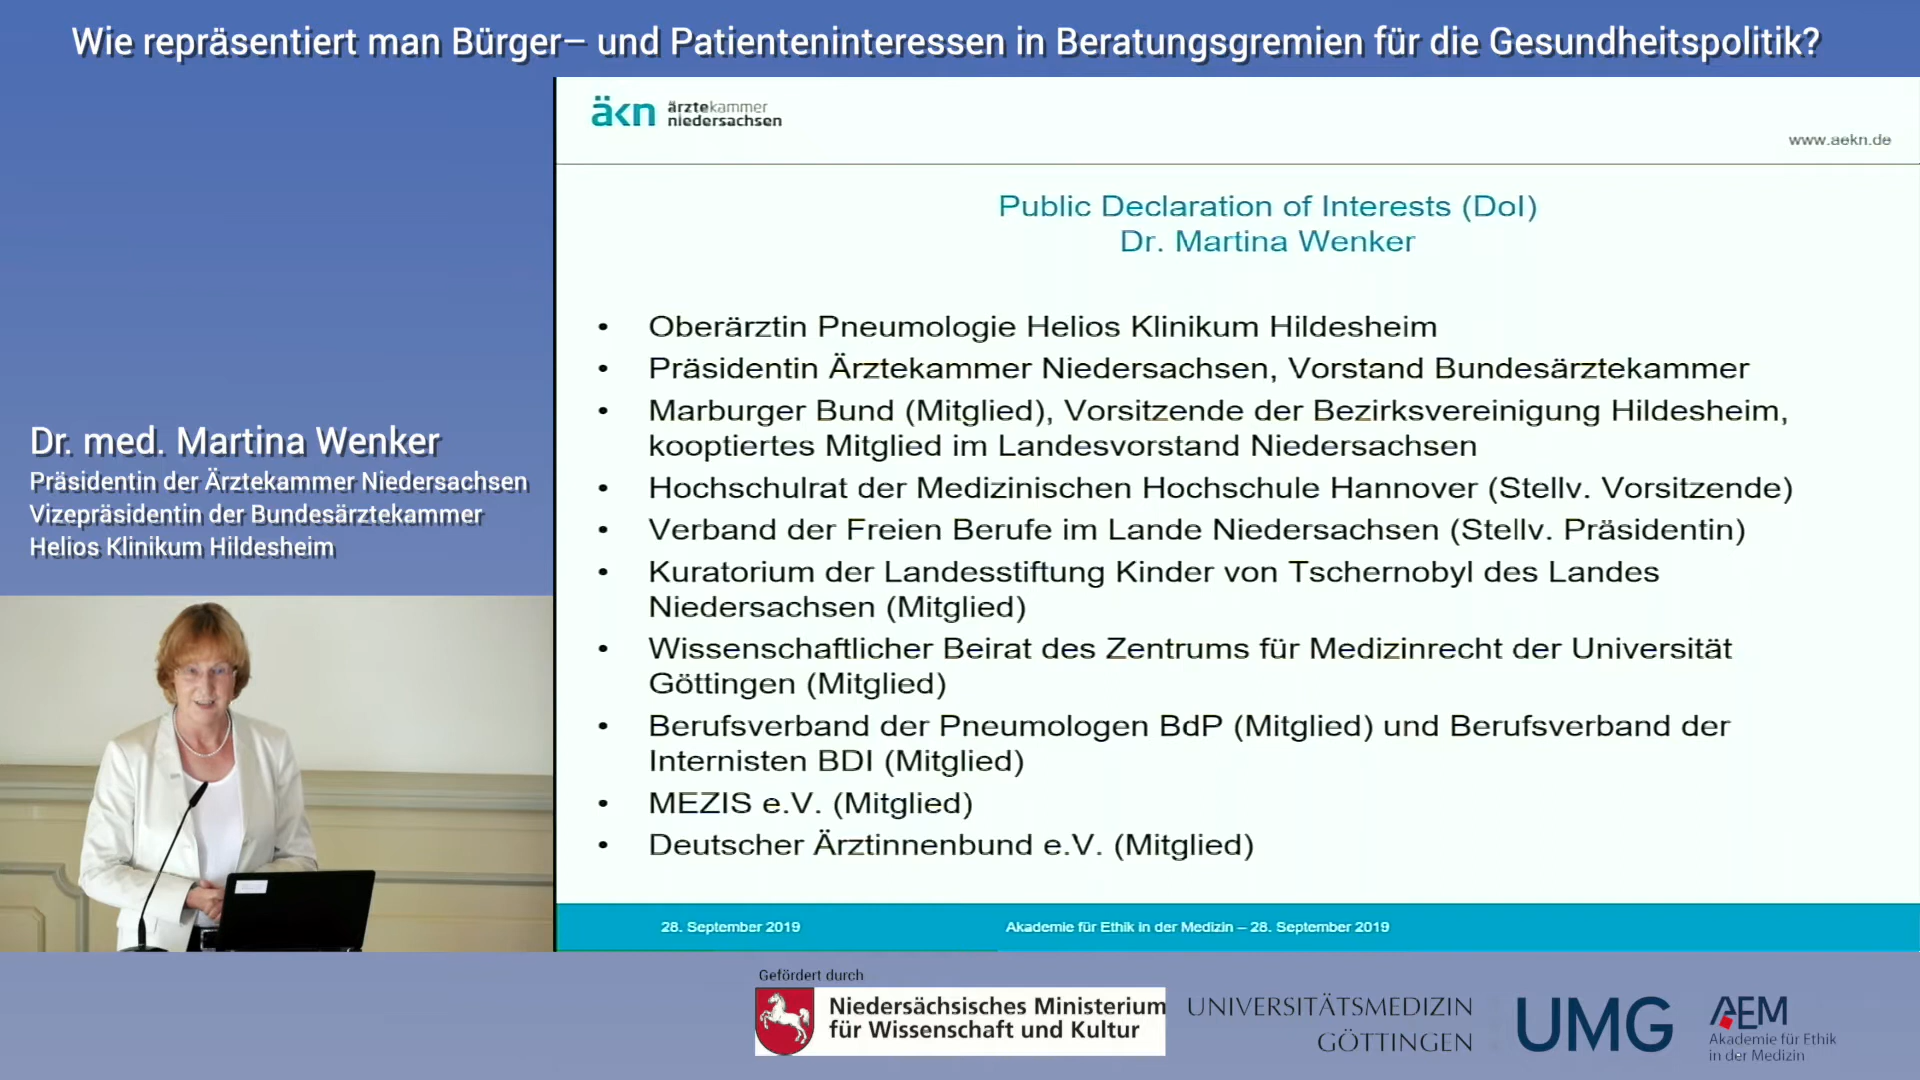 Wie repräsentiert man Bürger– und Patienteninteressen in Beratungsgremien für die Gesundheitspolitik?
äkn ärztekammer
niedersachsen
www.aekn.de
Public Declaration of Interests (DoI)
Dr. Martina Wenker
• Oberärztin Pneumologie Helios Klinikum Hildesheim
• Präsidentin Ärztekammer Niedersachsen, Vorstand Bundesärztekammer
• Marburger Bund (Mitglied), Vorsitzende der Bezirksvereinigung Hildesheim,
kooptiertes Mitglied im Landesvorstand Niedersachsen
• Hochschulrat der Medizinischen Hochschule Hannover (Stellv. Vorsitzende)
• Verband der Freien Berufe im Lande Niedersachsen (Stellv. Präsidentin)
• Kuratorium der Landesstiftung Kinder von Tschernobyl des Landes
Niedersachsen (Mitglied)
• Wissenschaftlicher Beirat des Zentrums für Medizinrecht der Universität
Göttingen (Mitglied)
• Berufsverband der Pneumologen BdP (Mitglied) und Berufsverband der
Internisten BDI (Mitglied)
• MEZIS e.V. (Mitglied)
• Deutscher Ärztinnenbund e.V. (Mitglied)
28. September 2019
Akademie für Ethik in der Medizin – 28. September 2019
Dr. med. Martina Wenker
Präsidentin der Ärztekammer Niedersachsen
Vizepräsidentin der Bundesärztekammer
Helios Klinikum Hildesheim
Gefördert durch
Niedersächsisches Ministerium
für Wissenschaft und Kultur
UNIVERSITÄTSMEDIZIN
GÖTTINGEN
UMG
AEM
Akademie für Ethik
in der Medizin